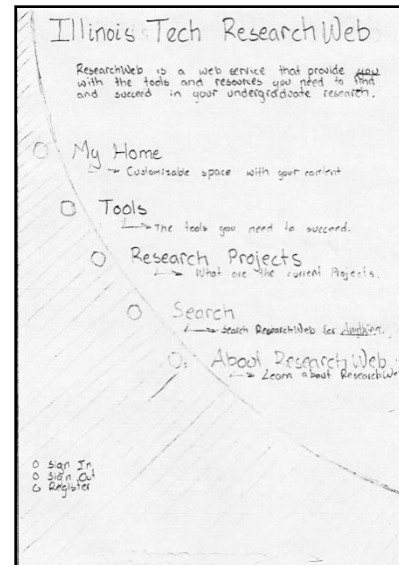 Illinois Tech ResearchWeb
ResearchWeb is a web service that provide you
with the tools and resources you need to find
and succeed in your undergraduate research.
My Home
Customizable space with your content
Tools
The tools you need to succeed.
Research Projects
What are the current Projects.
Search
Search ResearchWeb for Anything.
About ResearchWeb
Learn about ResearchWe
Sign In
Sign Out
Register